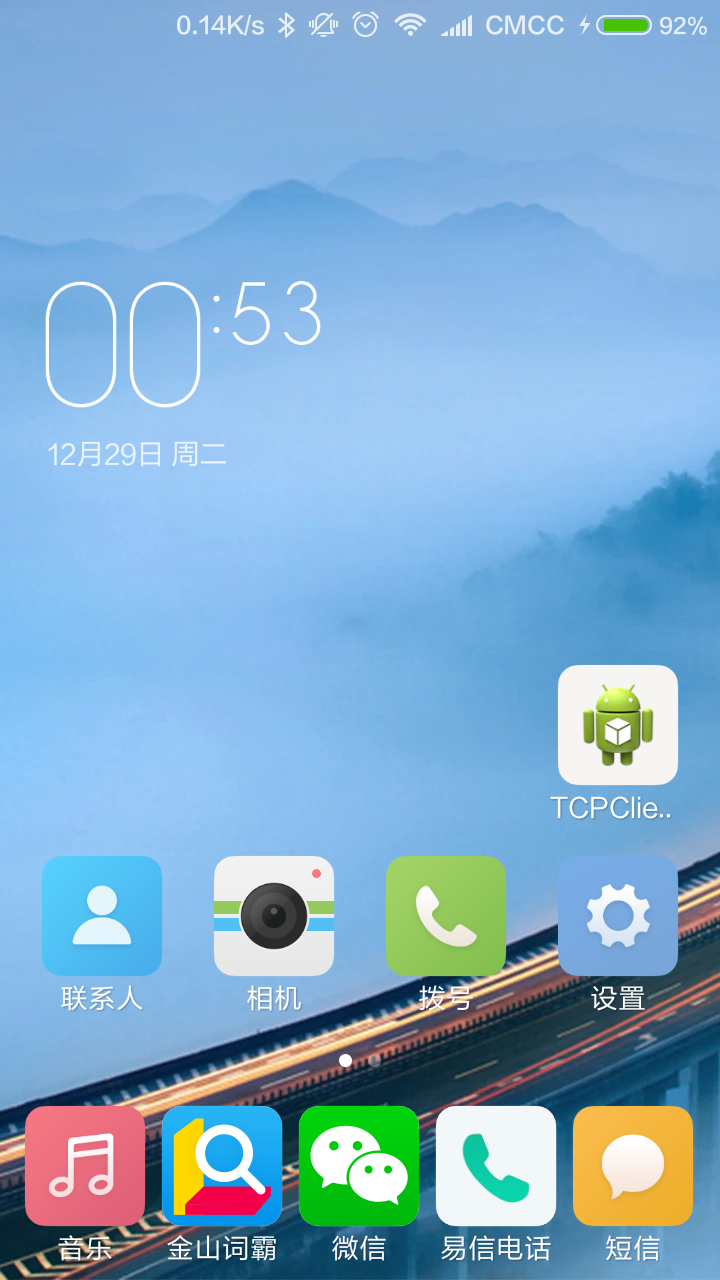 0.14K/s CMCC 92%
00:53
12月29日 周二
TCPClie..
联系人 相机 拨号 设置
音乐 金山词霸 微信 易信电话 短信